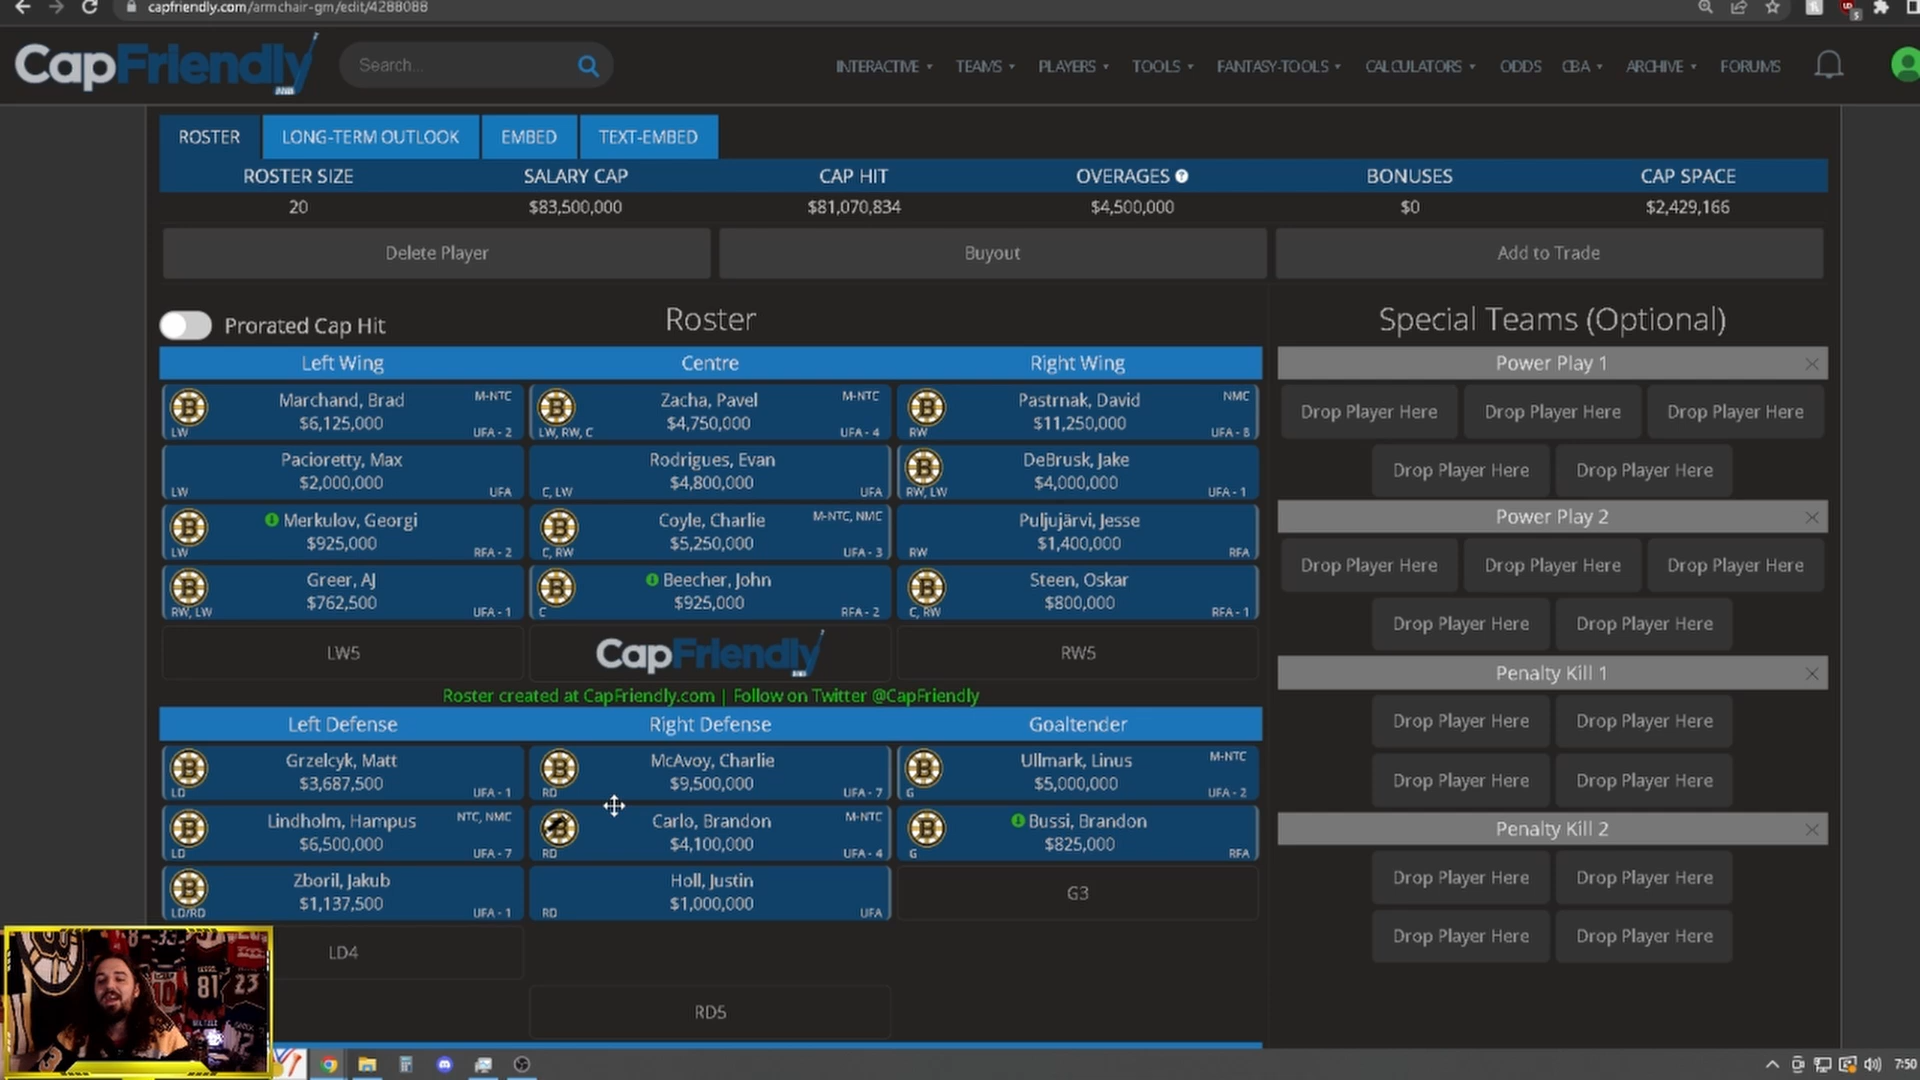 capfriendly.com/armchair-gm/edit/4288088
CapFriendly
Search...
INTERACTIVE TEAMS PLAYERS TOOLS FANTASY-TOOLS CALCULATORS ODDS CBA ARCHIVE FORUMS
ROSTER LONG-TERM OUTLOOK EMBED TEXT-EMBED
ROSTER SIZE SALARY CAP CAP HIT OVERAGES ? BONUSES CAP SPACE
20 $83,500,000 $81,070,834 $4,500,000 $0 $2,429,166
Delete Player Buyout Add to Trade
Prorated Cap Hit
Roster
Left Wing Centre Right Wing
Marchand, Brad M-NTC
$6,125,000
LW UFA - 2
Zacha, Pavel M-NTC
$4,750,000
LW, RW, C UFA - 4
Pastrnak, David NMC
$11,250,000
RW UFA - 8
Pacioretty, Max
$2,000,000
LW UFA
Rodrigues, Evan
$4,800,000
C, LW UFA
DeBrusk, Jake
$4,000,000
RW, LW UFA - 1
Merkulov, Georgi
$925,000
LW RFA - 2
Coyle, Charlie M-NTC, NMC
$5,250,000
C, RW UFA - 3
Puljujärvi, Jesse
$1,400,000
RW RFA
Greer, AJ
$762,500
RW, LW UFA - 1
Beecher, John
$925,000
C RFA - 2
Steen, Oskar
$800,000
C, RW RFA - 1
LW5 CapFriendly RW5
Roster created at CapFriendly.com | Follow on Twitter @CapFriendly
Left Defense Right Defense Goaltender
Grzelcyk, Matt
$3,687,500
LD UFA - 1
McAvoy, Charlie
$9,500,000
RD UFA - 7
Ullmark, Linus M-NTC
$5,000,000
G UFA - 2
Lindholm, Hampus NTC, NMC
$6,500,000
LD UFA - 7
Carlo, Brandon M-NTC
$4,100,000
RD UFA - 4
Bussi, Brandon
$825,000
G RFA
Zboril, Jakub
$1,137,500
LD/RD UFA - 1
Holl, Justin
$1,000,000
RD UFA
G3
LD4
RD5
Special Teams (Optional)
Power Play 1
Drop Player Here Drop Player Here Drop Player Here
Drop Player Here Drop Player Here
Power Play 2
Drop Player Here Drop Player Here Drop Player Here
Drop Player Here Drop Player Here
Penalty Kill 1
Drop Player Here Drop Player Here
Drop Player Here Drop Player Here
Penalty Kill 2
Drop Player Here Drop Player Here
Drop Player Here Drop Player Here
81
23
7:50